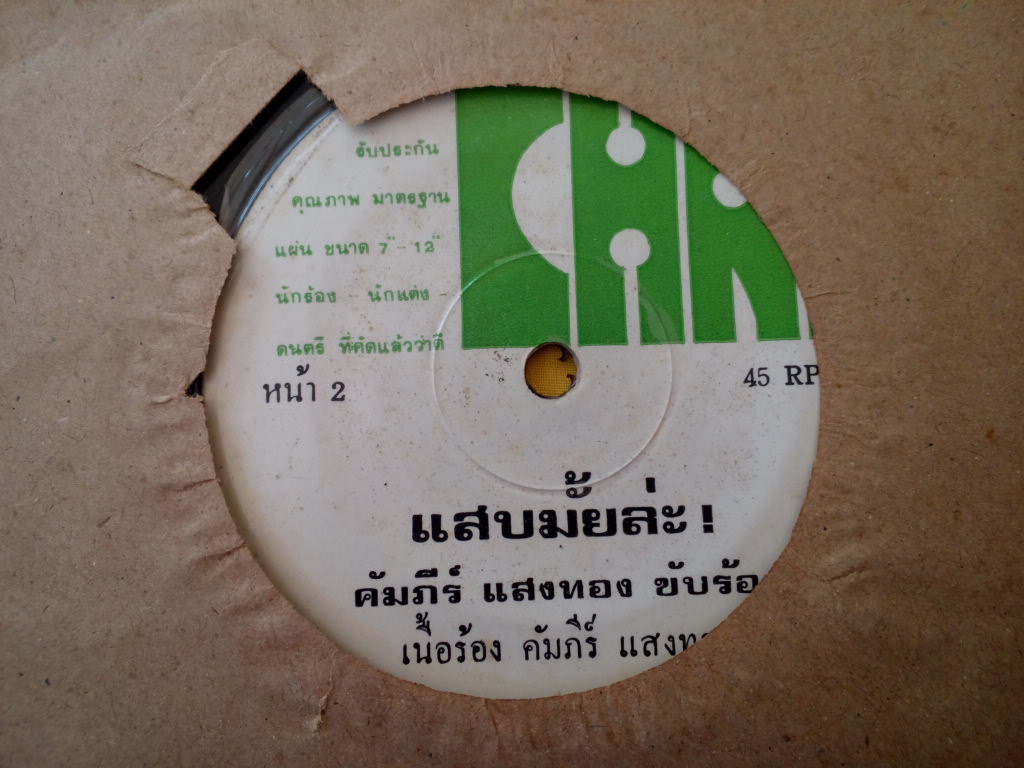 รับประกัน
คุณภาพ มาตรฐาน
แผ่น ขนาด 7"- 12"
นักร้อง - นักแต่ง -
ดนตรี ที่คัดแล้วว่าดี
หน้า 2
45 RP
แสบมั้ยล่ะ!
คัมภีร์ แสงทอง ขับร้อ
เนื้อร้อง คัมภีร์ แสงท